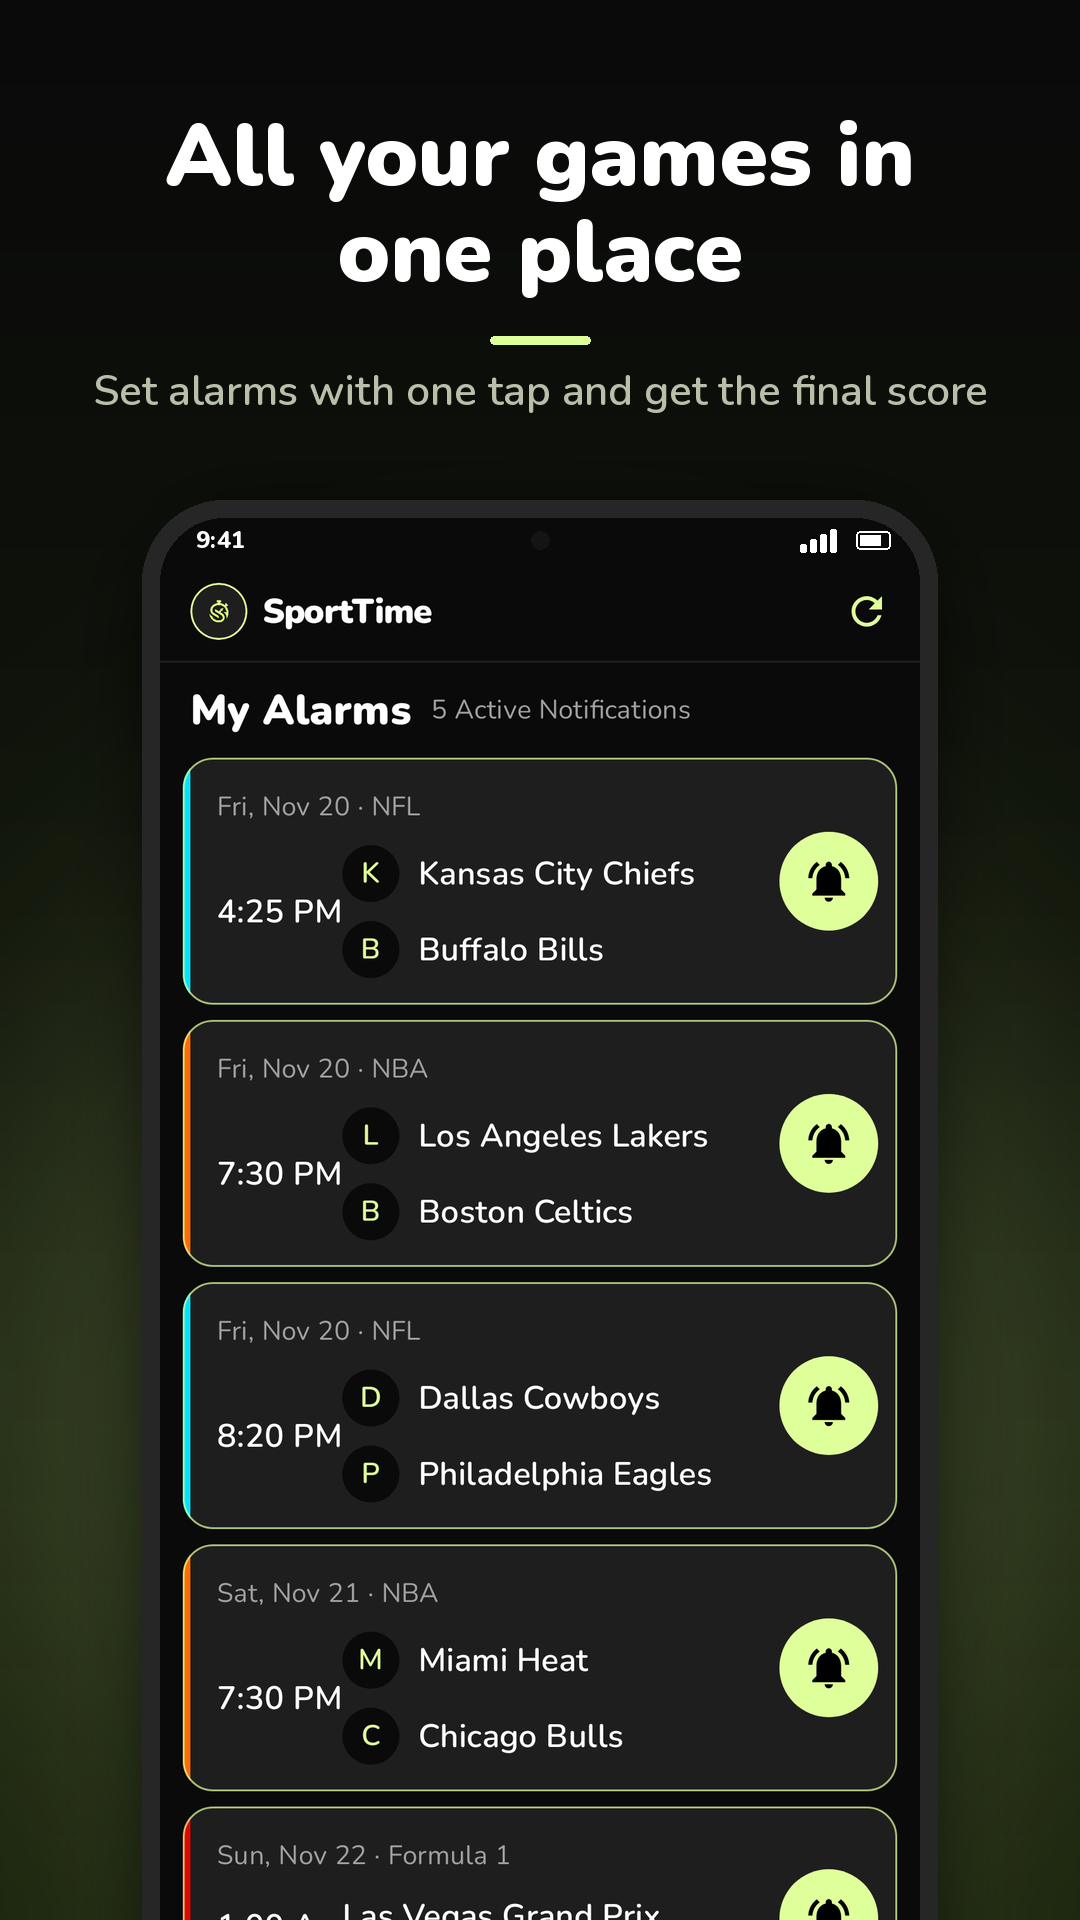 All your games in
one place
Set alarms with one tap and get the final score
9:41
SportTime
My Alarms 5 Active Notifications
Fri, Nov 20 · NFL
4:25 PM
K Kansas City Chiefs
B Buffalo Bills
Fri, Nov 20 · NBA
7:30 PM
L Los Angeles Lakers
B Boston Celtics
Fri, Nov 20 · NFL
8:20 PM
D Dallas Cowboys
P Philadelphia Eagles
Sat, Nov 21 · NBA
7:30 PM
M Miami Heat
C Chicago Bulls
Sun, Nov 22 · Formula 1
Las Vegas Grand Prix